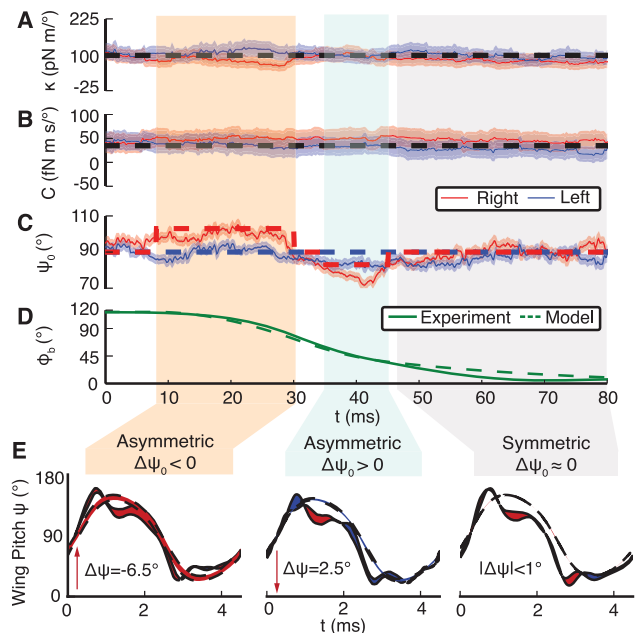 A
κ (pN m/°)
225
100
-25
B
C (fN m s/°)
100
50
0
-50
Right Left
C
ψ₀ (°)
110
90
70
D
ϕb (°)
120
90
45
0
Experiment Model
0 10 20 30 40 50 60 70 80
t (ms)
E
Asymmetric
Δψ₀ < 0
Asymmetric
Δψ₀ > 0
Symmetric
Δψ₀ ≈ 0
Wing Pitch ψ (°)
180
90
0
Δψ=-6.5°
Δψ=2.5°
|Δψ|<1°
0 2 4
0 2 4
0 2 4
t (ms)